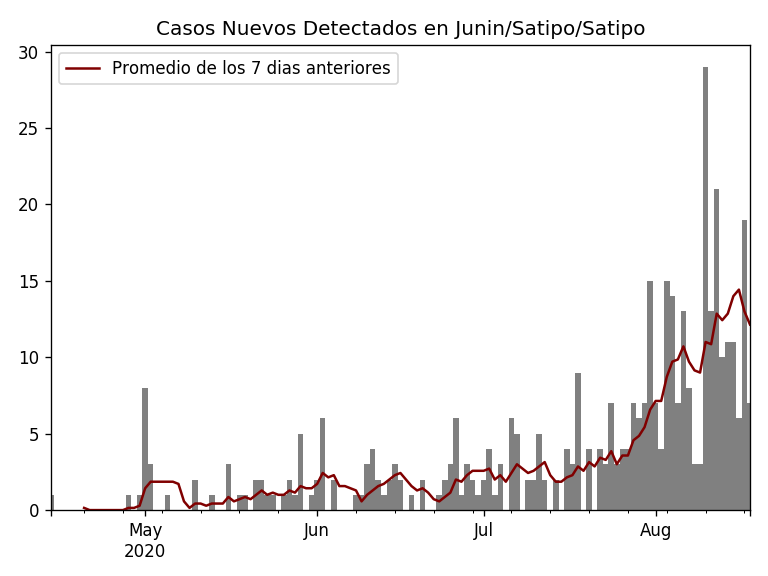 Casos Nuevos Detectados en Junin/Satipo/Satipo
Promedio de los 7 dias anteriores
30
25
20
15
10
5
0
May Jun Jul Aug
2020